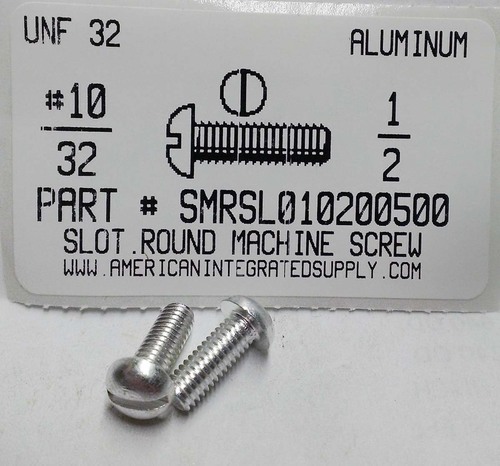 UNF 32
ALUMINUM
#10
32
1
2
PART # SMRSL010200500
SLOT.ROUND MACHINE SCREW
WWW.AMERICANINTEGRATEDSUPPLY.COM